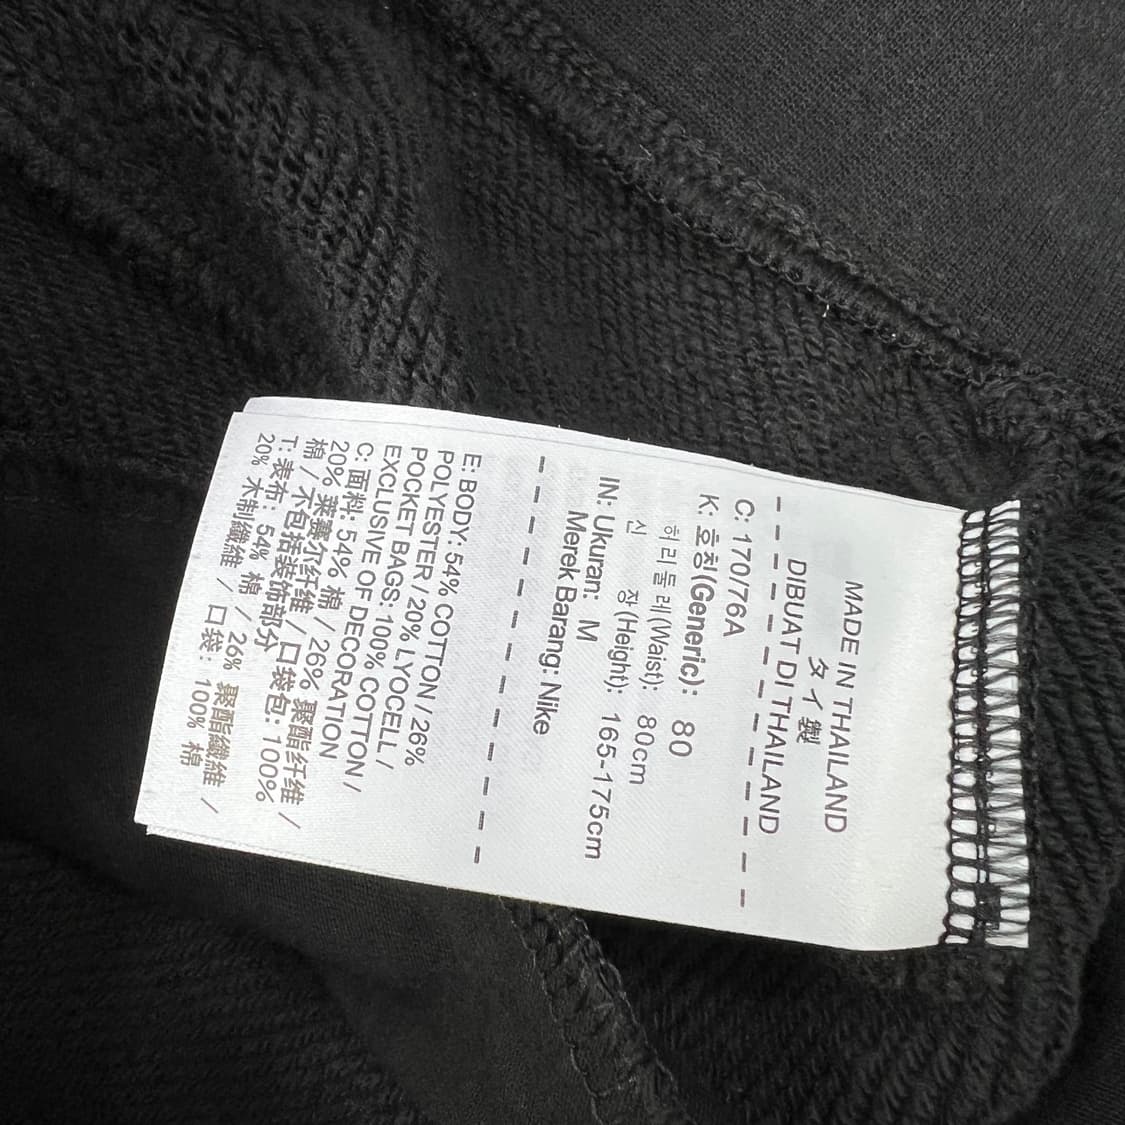 MADE IN THAILAND
タイ製
DIBUAT DI THAILAND
C: 170/76A
K: 호칭(Generic): 80
허리둘레(Waist): 80cm
신 장(Height): 165-175cm
IN: Ukuran: M
Merek Barang: Nike
E: BODY: 54% COTTON / 26%
POLYESTER / 20% LYOCELL /
POCKET BAGS: 100% COTTON /
EXCLUSIVE OF DECORATION
C: 面料: 54% 棉 / 26% 聚酯纤维 /
20% 莱赛尔纤维 / 口袋包: 100%
棉 / 不包括装饰部分
T: 表布: 54% 棉 / 26% 聚酯纖維 /
20% 木制纖維 / 口袋: 100% 棉